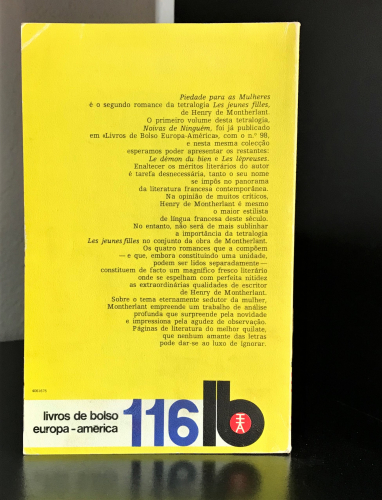 Piedade para as Mulheres
é o segundo romance da tetralogia Les jeunes filles,
de Henry de Montherlant.
O primeiro volume desta tetralogia,
Noivas de Ninguém, foi já publicado
em «Livros de Bolso Europa-América», com o n.º 98,
e nesta mesma colecção
esperamos poder apresentar os restantes:
Le démon du bien e Les lépreuses.
Enaltecer os méritos literários do autor
é tarefa desnecessária, tanto o seu nome
se impôs no panorama
da literatura francesa contemporânea.
Na opinião de muitos críticos,
Henry de Montherlant é mesmo
o maior estilista
de língua francesa deste século.
No entanto, não será de mais sublinhar
a importância da tetralogia
Les jeunes filles no conjunto da obra de Montherlant.
Os quatro romances que a compõem
— e que, embora constituindo uma unidade,
podem ser lidos separadamente —
constituem de facto um magnífico fresco literário
onde se espelham com perfeita nitidez
as extraordinárias qualidades de escritor
de Henry de Montherlant.
Sobre o tema eternamente sedutor da mulher,
Montherlant empreende um trabalho de análise
profunda que surpreende pela novidade
e impressiona pela agudez de observação.
Páginas de literatura do melhor quilate,
que nenhum amante das letras
pode dar-se ao luxo de ignorar.
livros de bolso
europa-américa
116 lb